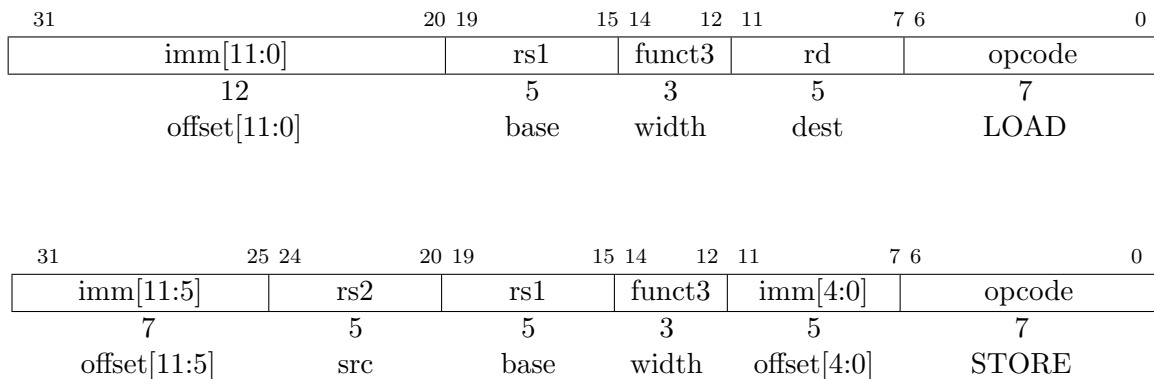 31 20 19 15 14 12 11 7 6 0
imm[11:0] rs1 funct3 rd opcode
12 5 3 5 7
offset[11:0] base width dest LOAD
31 25 24 20 19 15 14 12 11 7 6 0
imm[11:5] rs2 rs1 funct3 imm[4:0] opcode
7 5 5 3 5 7
offset[11:5] src base width offset[4:0] STORE